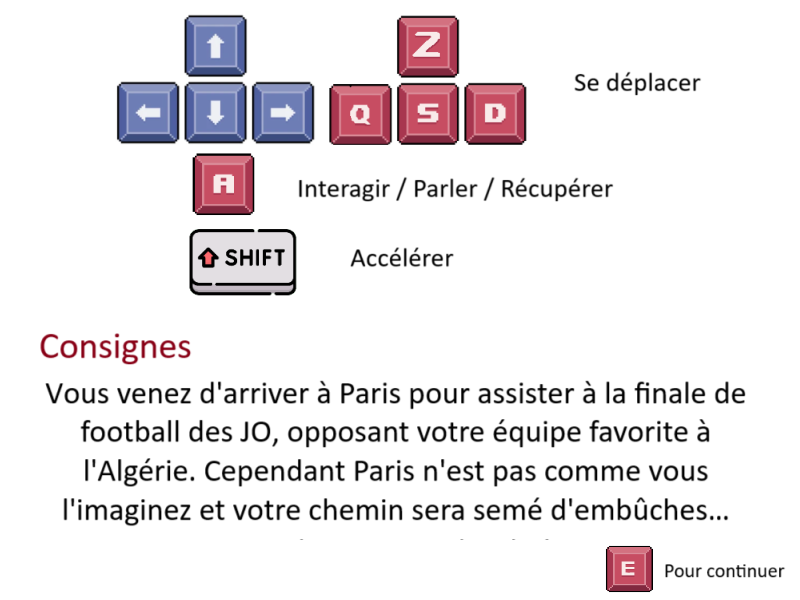 Z
Q S D
Se déplacer
A
Interagir / Parler / Récupérer
SHIFT
Accélérer
Consignes
Vous venez d'arriver à Paris pour assister à la finale de
football des JO, opposant votre équipe favorite à
l'Algérie. Cependant Paris n'est pas comme vous
l'imaginez et votre chemin sera semé d'embûches...
E Pour continuer